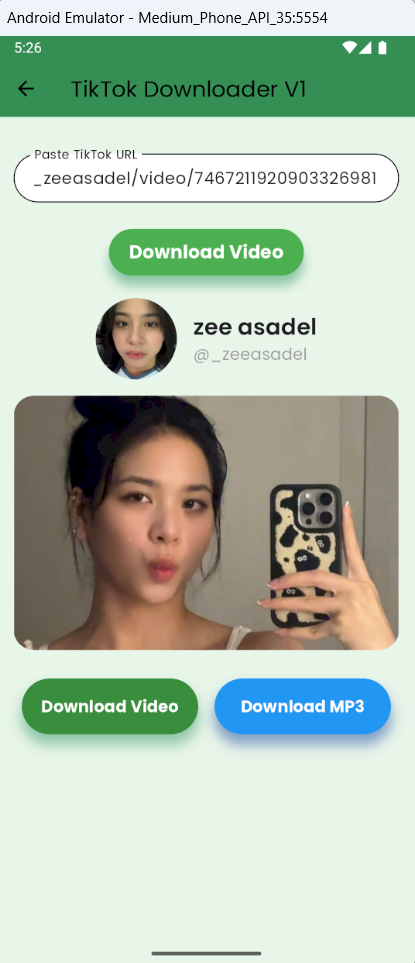 Android Emulator - Medium_Phone_API_35:5554
5:26
TikTok Downloader V1
Paste TikTok URL
_zeeasadel/video/7467211920903326981
Download Video
zee asadel
@_zeeasadel
Download Video
Download MP3